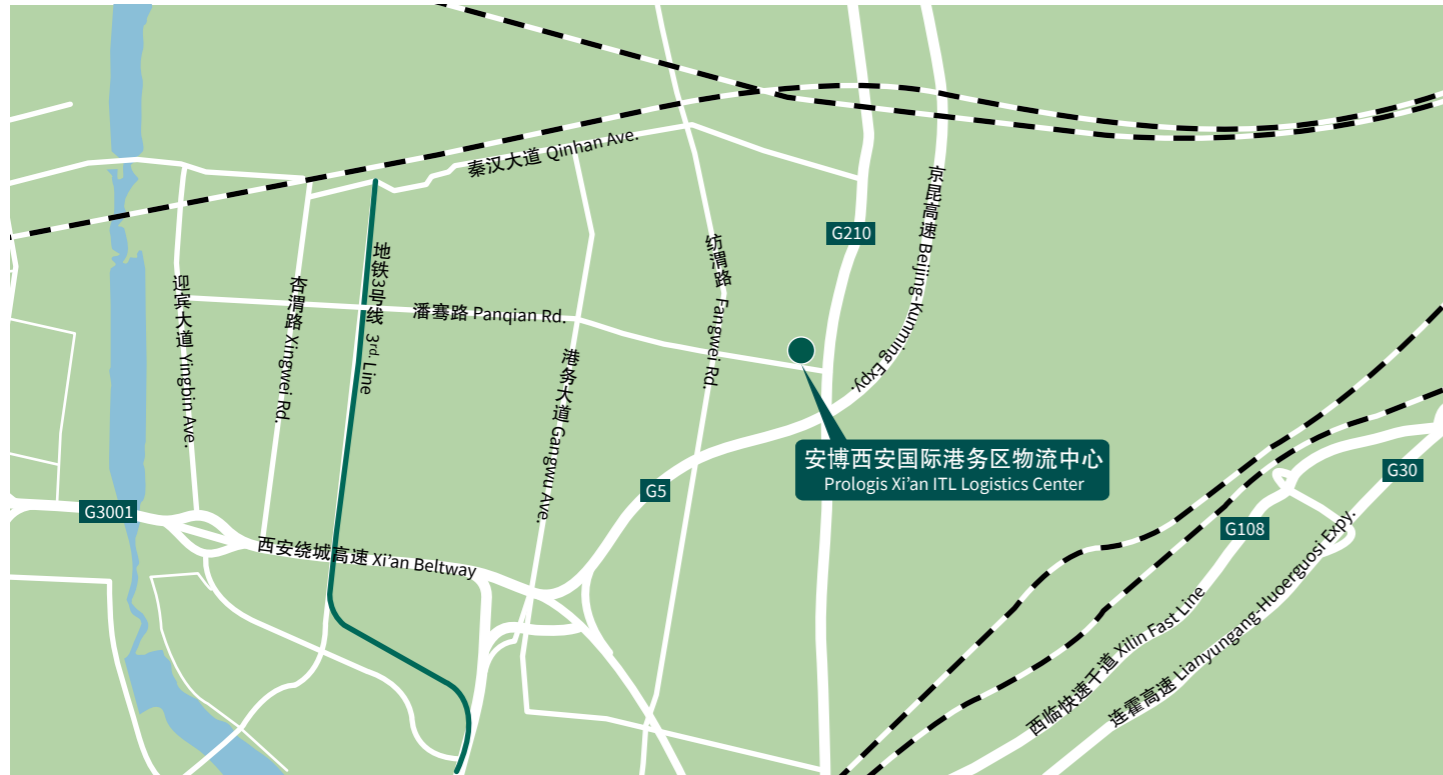 秦汉大道 Qinhan Ave.
京昆高速 Beijing-Kunming Expy.
G210
纺渭路 Fangwei Rd.
地铁3号线 3rd. Line
迎宾大道 Yingbin Ave.
杏渭路 Xingwei Rd.
潘骞路 Panqian Rd.
港务大道 Gangwu Ave.
安博西安国际港务区物流中心
Prologis Xi’an ITL Logistics Center
G5
G30
G3001
G108
西安绕城高速 Xi’an Beltway
西临快速干道 Xilin Fast Line
连霍高速 Lianyungang-Huoerguosi Expy.